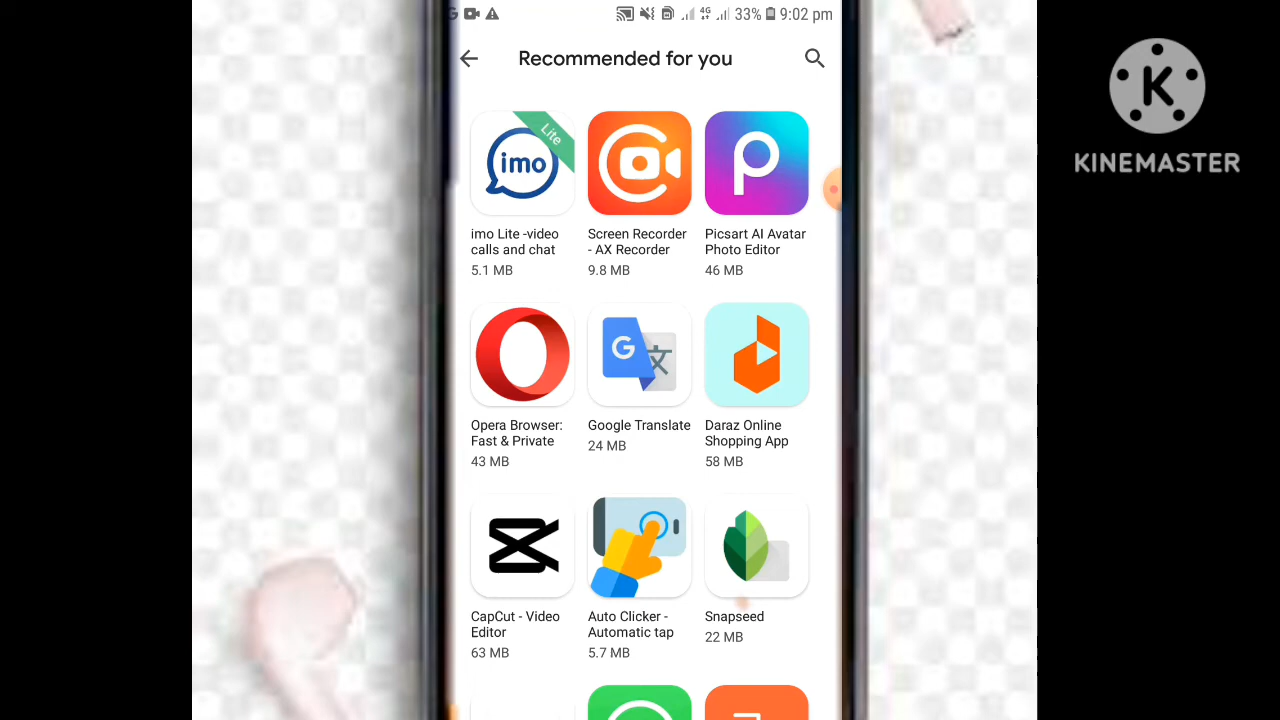 33% 9:02 pm
Recommended for you
Lite
imo
imo Lite -video
calls and chat
5.1 MB
Screen Recorder
- AX Recorder
9.8 MB
Picsart AI Avatar
Photo Editor
46 MB
Opera Browser:
Fast & Private
43 MB
G 文
Google Translate
24 MB
Daraz Online
Shopping App
58 MB
CapCut - Video
Editor
63 MB
Auto Clicker -
Automatic tap
5.7 MB
Snapseed
22 MB
K
KINEMASTER
4G
G